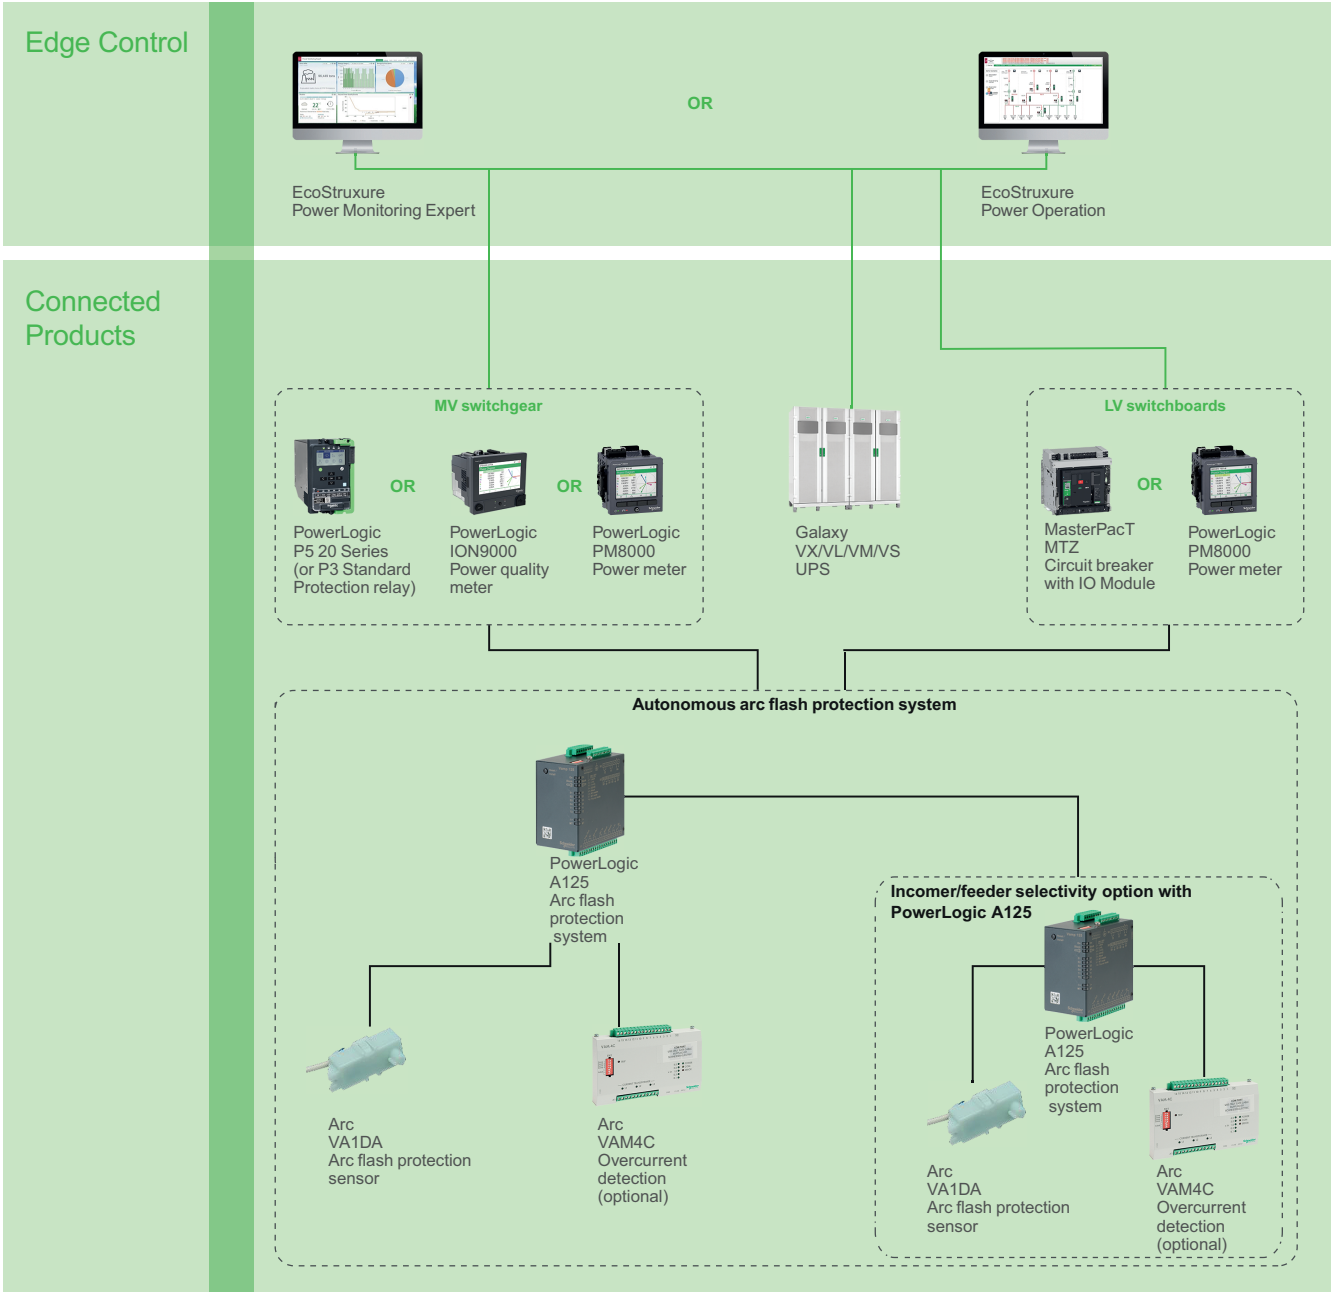 Edge Control
OR
EcoStruxure
Power Monitoring Expert
EcoStruxure
Power Operation
Connected
Products
MV switchgear
OR
OR
PowerLogic
P5 20 Series
(or P3 Standard
Protection relay)
PowerLogic
ION9000
Power quality
meter
PowerLogic
PM8000
Power meter
Galaxy
VX/VL/VM/VS
UPS
LV switchboards
OR
MasterPacT
MTZ
Circuit breaker
with IO Module
PowerLogic
PM8000
Power meter
Autonomous arc flash protection system
PowerLogic
A125
Arc flash
protection
system
Arc
VA1DA
Arc flash protection
sensor
VAM 4C
Arc
VAM4C
Overcurrent
detection
(optional)
Incomer/feeder selectivity option with
PowerLogic A125
PowerLogic
A125
Arc flash
protection
system
Arc
VA1DA
Arc flash protection
sensor
VAM 4C
Arc
VAM4C
Overcurrent
detection
(optional)